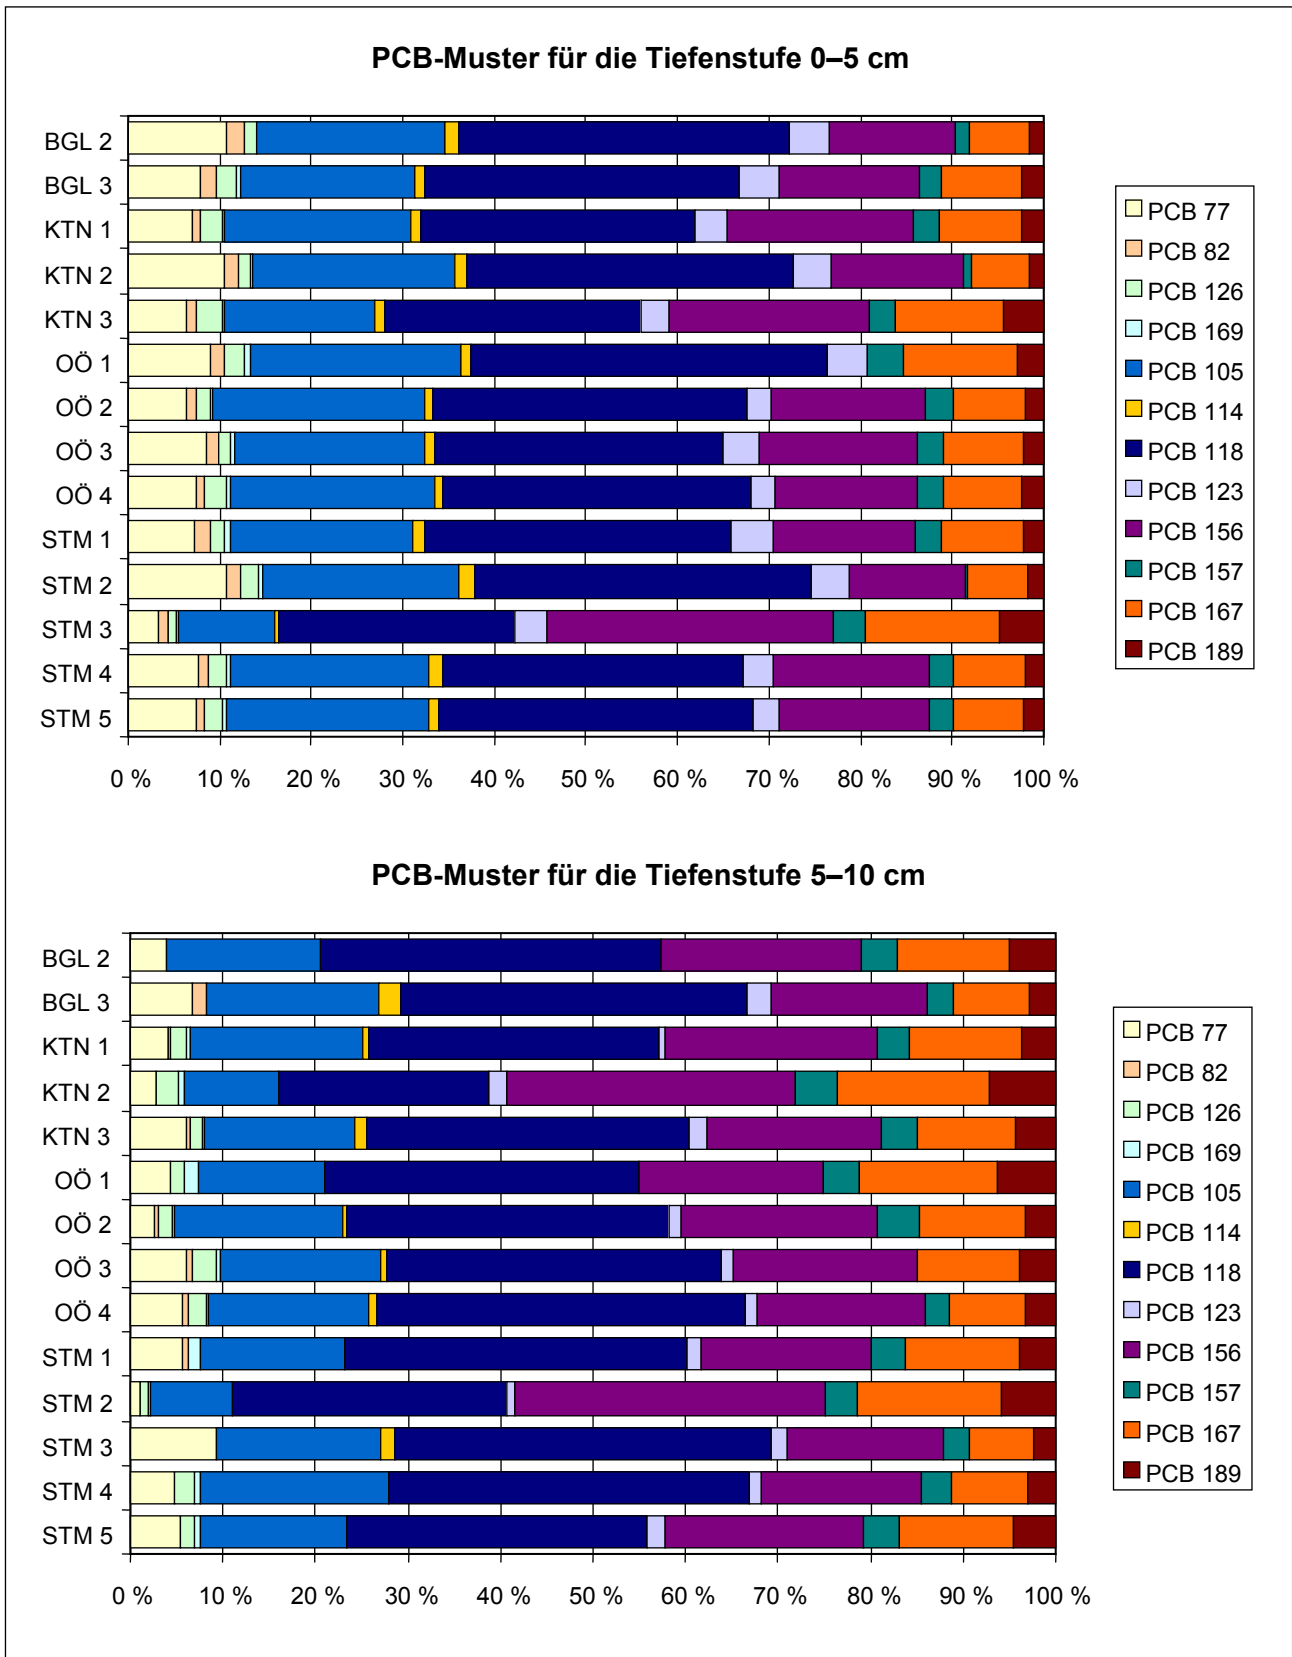 PCB-Muster für die Tiefenstufe 0–5 cm
BGL 2
BGL 3
KTN 1
KTN 2
KTN 3
OÖ 1
OÖ 2
OÖ 3
OÖ 4
STM 1
STM 2
STM 3
STM 4
STM 5
0 % 10 % 20 % 30 % 40 % 50 % 60 % 70 % 80 % 90 % 100 %
PCB 77
PCB 82
PCB 126
PCB 169
PCB 105
PCB 114
PCB 118
PCB 123
PCB 156
PCB 157
PCB 167
PCB 189
PCB-Muster für die Tiefenstufe 5–10 cm
BGL 2
BGL 3
KTN 1
KTN 2
KTN 3
OÖ 1
OÖ 2
OÖ 3
OÖ 4
STM 1
STM 2
STM 3
STM 4
STM 5
0 % 10 % 20 % 30 % 40 % 50 % 60 % 70 % 80 % 90 % 100 %
PCB 77
PCB 82
PCB 126
PCB 169
PCB 105
PCB 114
PCB 118
PCB 123
PCB 156
PCB 157
PCB 167
PCB 189